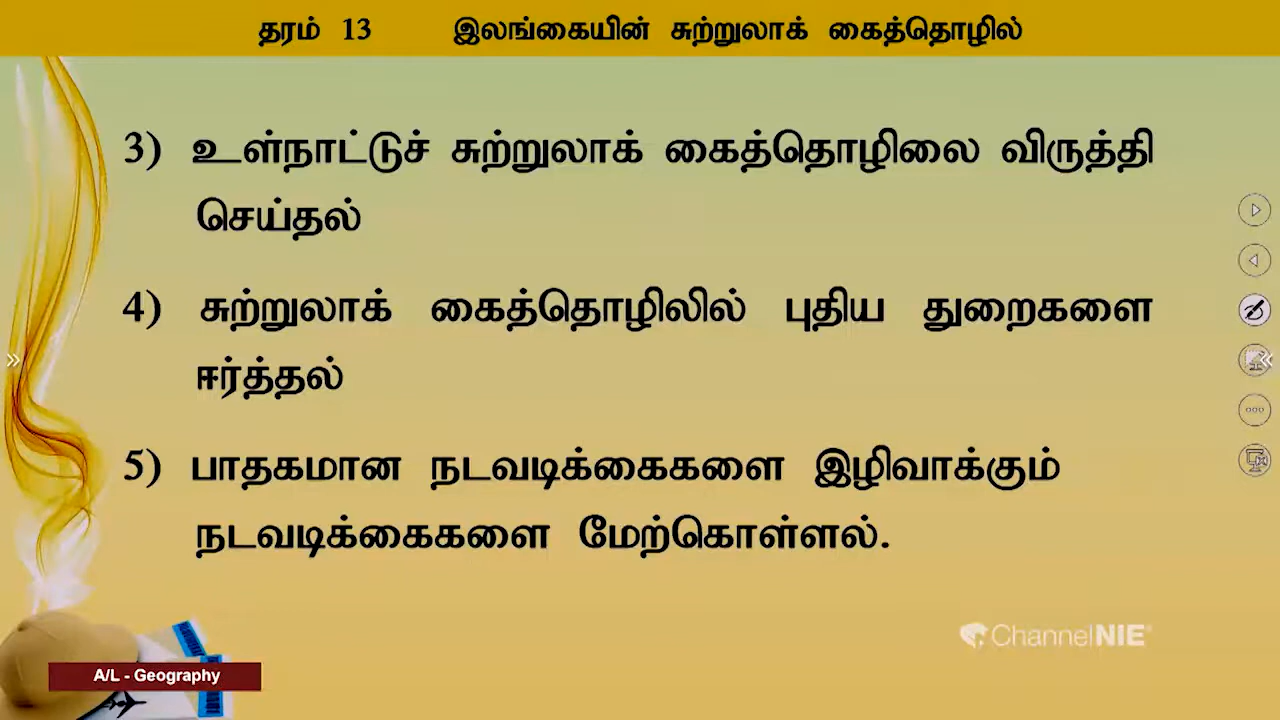 தரம் 13 இலங்கையின் சுற்றுலாக் கைத்தொழில்
3) உள்நாட்டுச் சுற்றுலாக் கைத்தொழிலை விருத்தி
செய்தல்
4) சுற்றுலாக் கைத்தொழிலில் புதிய துறைகளை
ஈர்த்தல்
5) பாதகமான நடவடிக்கைகளை இழிவாக்கும்
நடவடிக்கைகளை மேற்கொள்ளல்.
ChannelNIE
A/L - Geography